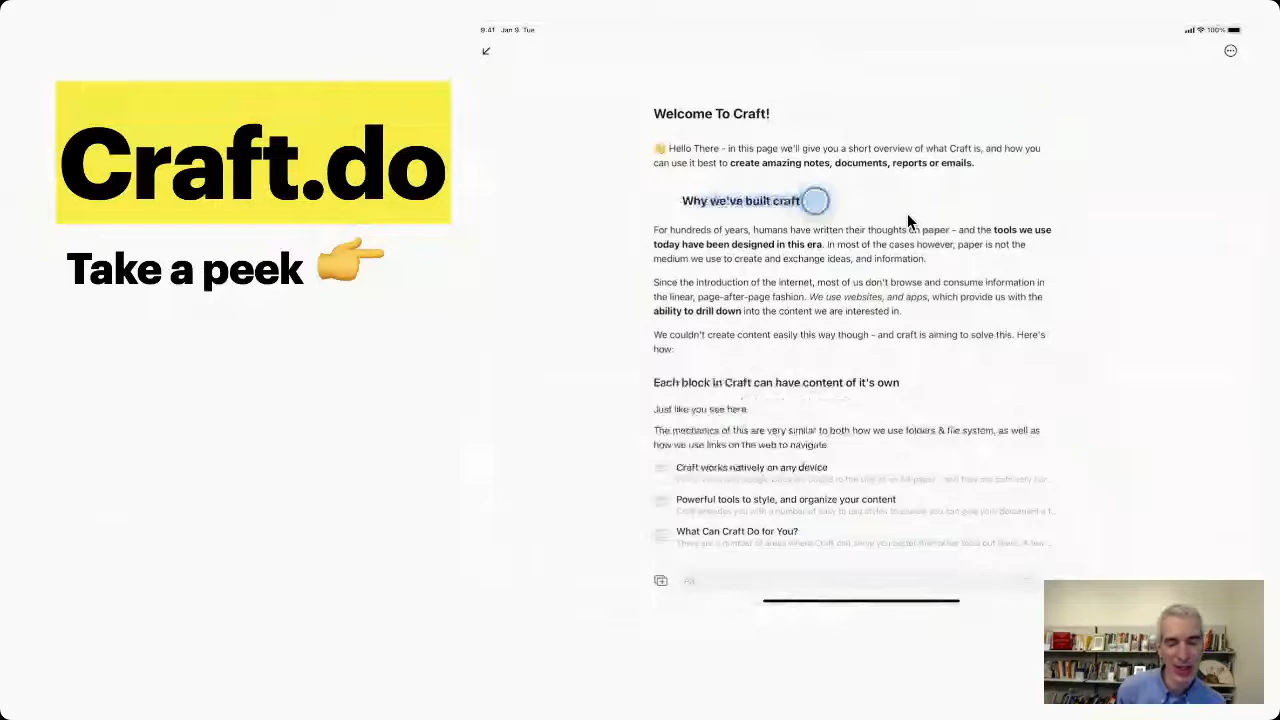 Craft.do
Take a peek
9:41 Jan 9. Tue
100%
Welcome To Craft!
Hello There - in this page we'll give you a short overview of what Craft is, and how you
can use it best to create amazing notes, documents, reports or emails.
Why we've built craft
For hundreds of years, humans have written their thoughts on paper - and the tools we use
today have been designed in this era. In most of the cases however, paper is not the
medium we use to create and exchange ideas, and information.
Since the introduction of the internet, most of us don't browse and consume information in
the linear, page-after-page fashion. We use websites, and apps, which provide us with the
ability to drill down into the content we are interested in.
We couldn't create content easily this way though - and craft is aiming to solve this. Here's
how:
Each block in Craft can have content of it's own
Just like you see here
The mechanics of this are very similar to both how we use folders & file system, as well as
how we use links on the web to navigate
Craft works natively on any device
Powerful tools to style, and organize your content
What Can Craft Do for You?
Aa